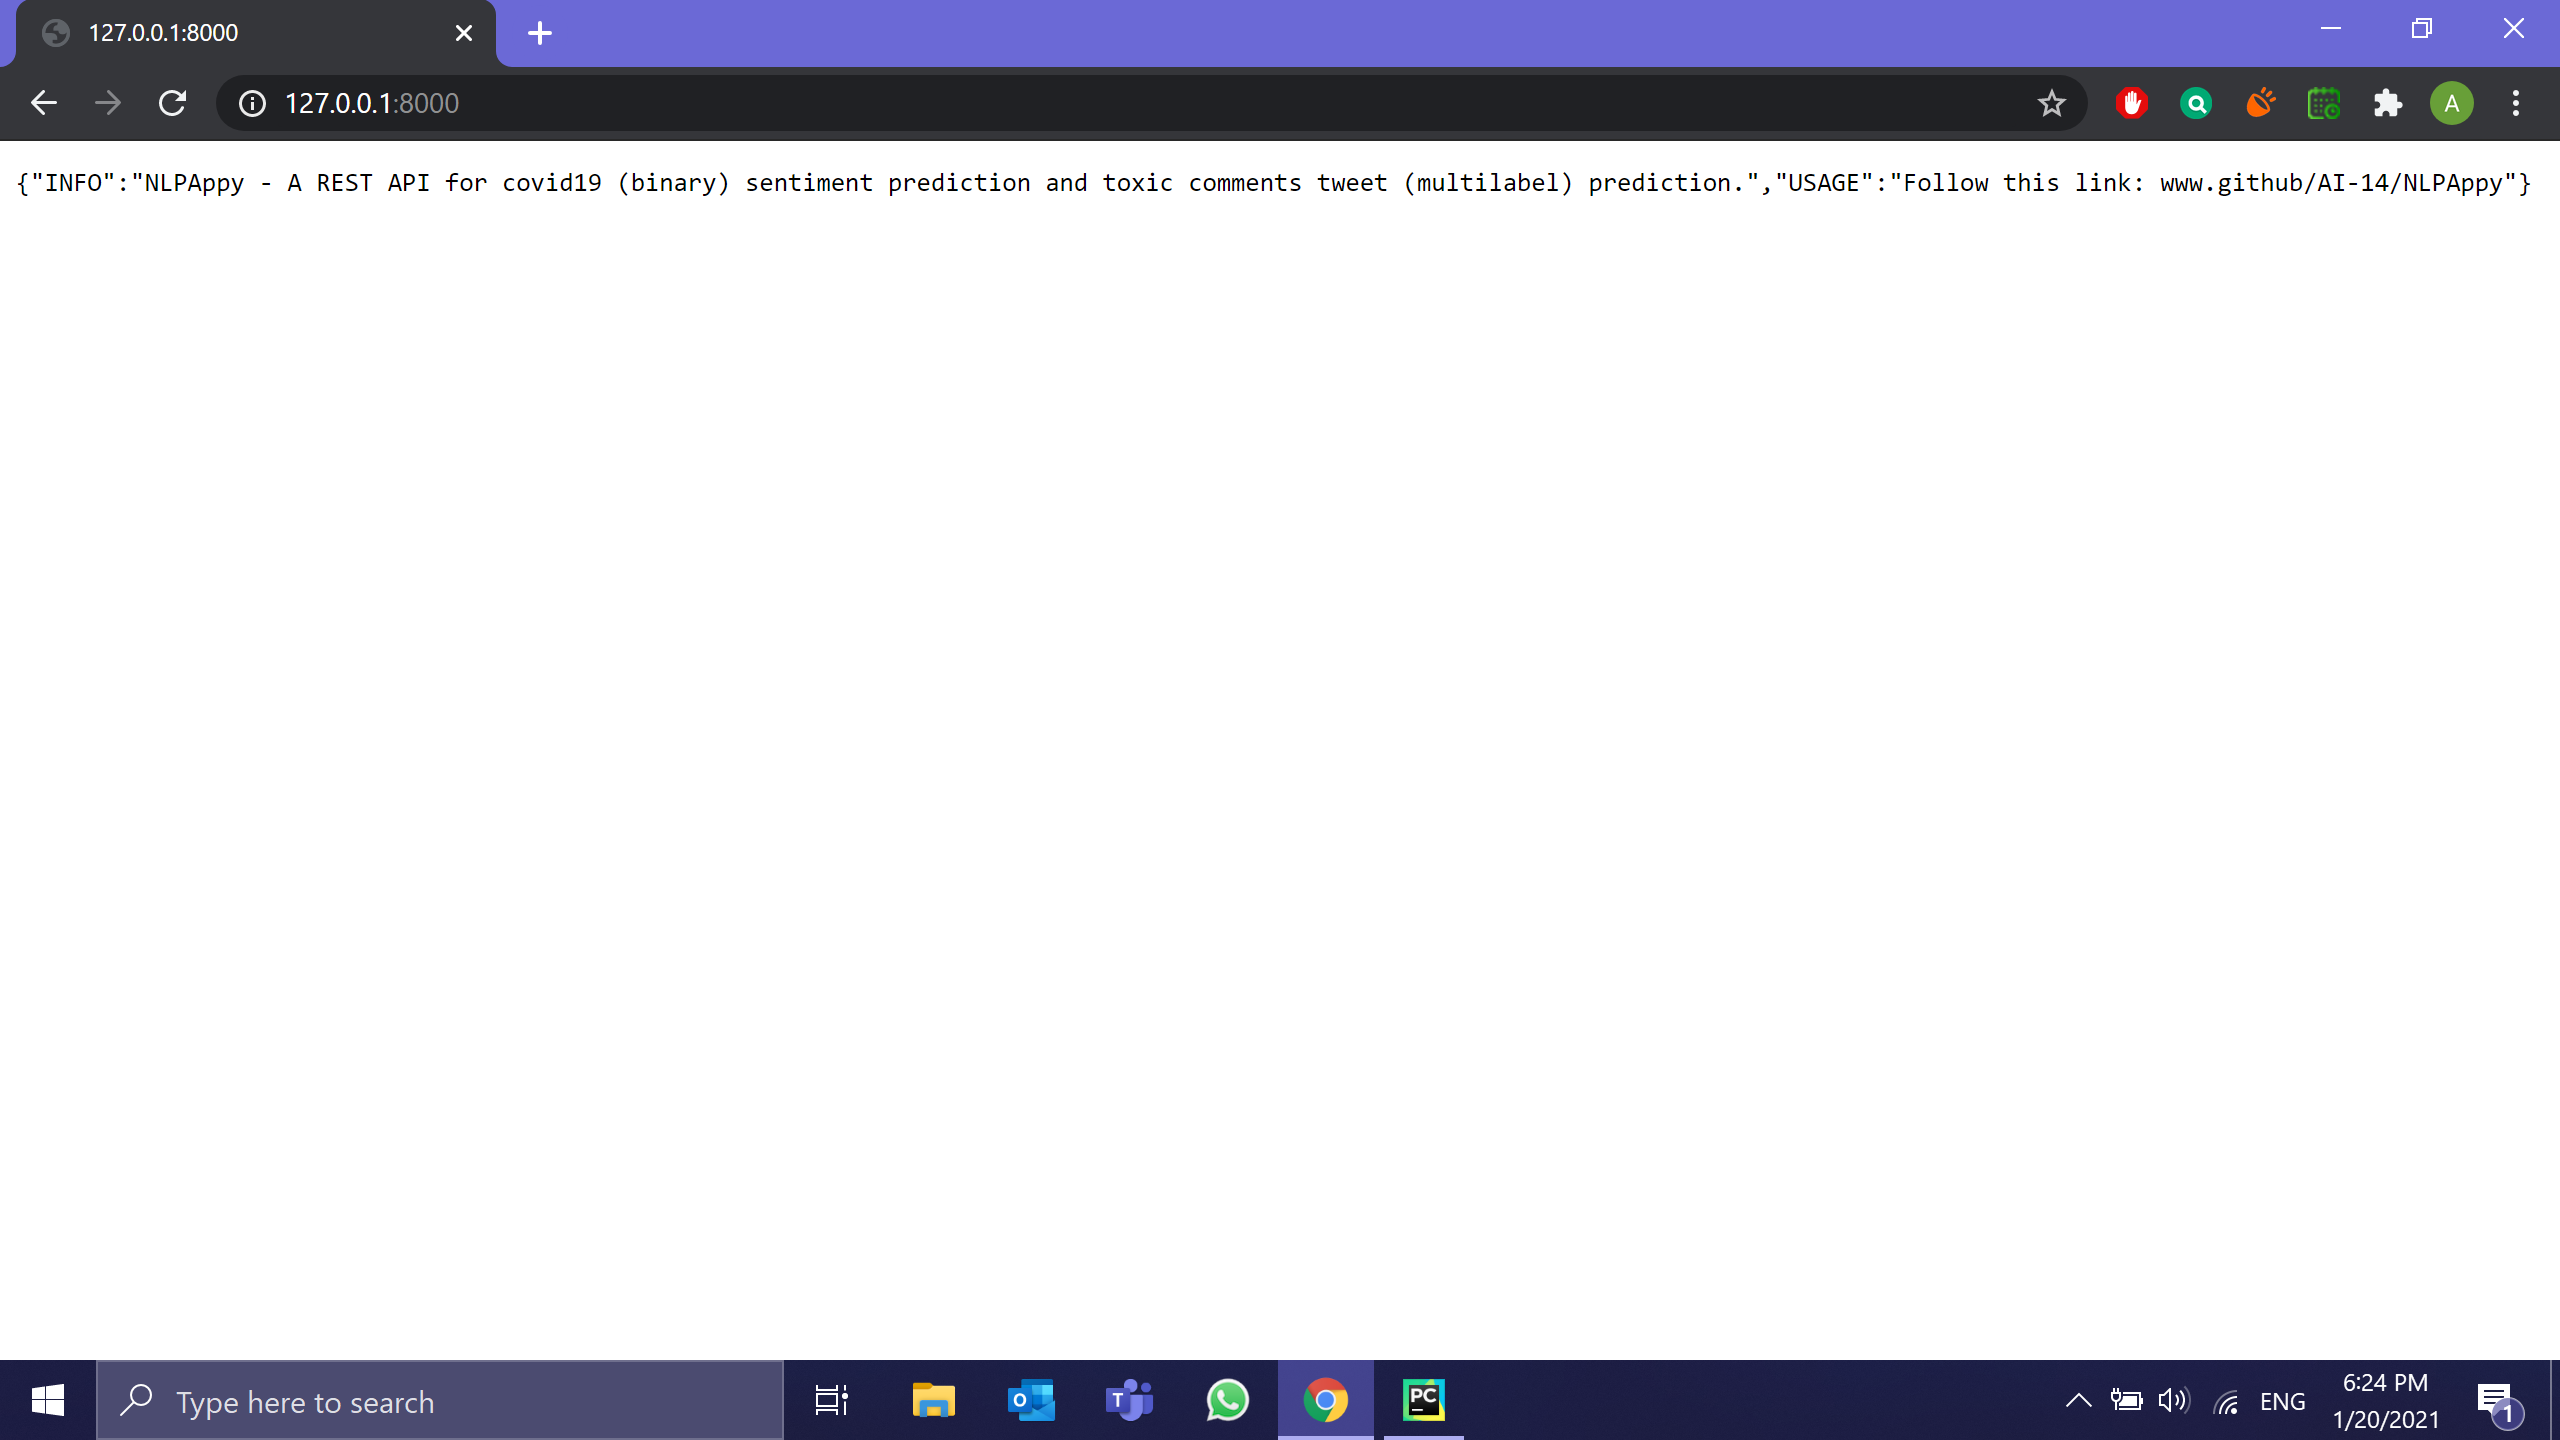 127.0.0.1:8000
127.0.0.1:8000
A
{"INFO":"NLPAppy - A REST API for covid19 (binary) sentiment prediction and toxic comments tweet (multilabel) prediction.","USAGE":"Follow this link: www.github/AI-14/NLPAppy"}
Type here to search
O
T
PC
ENG
6:24 PM
1/20/2021
1